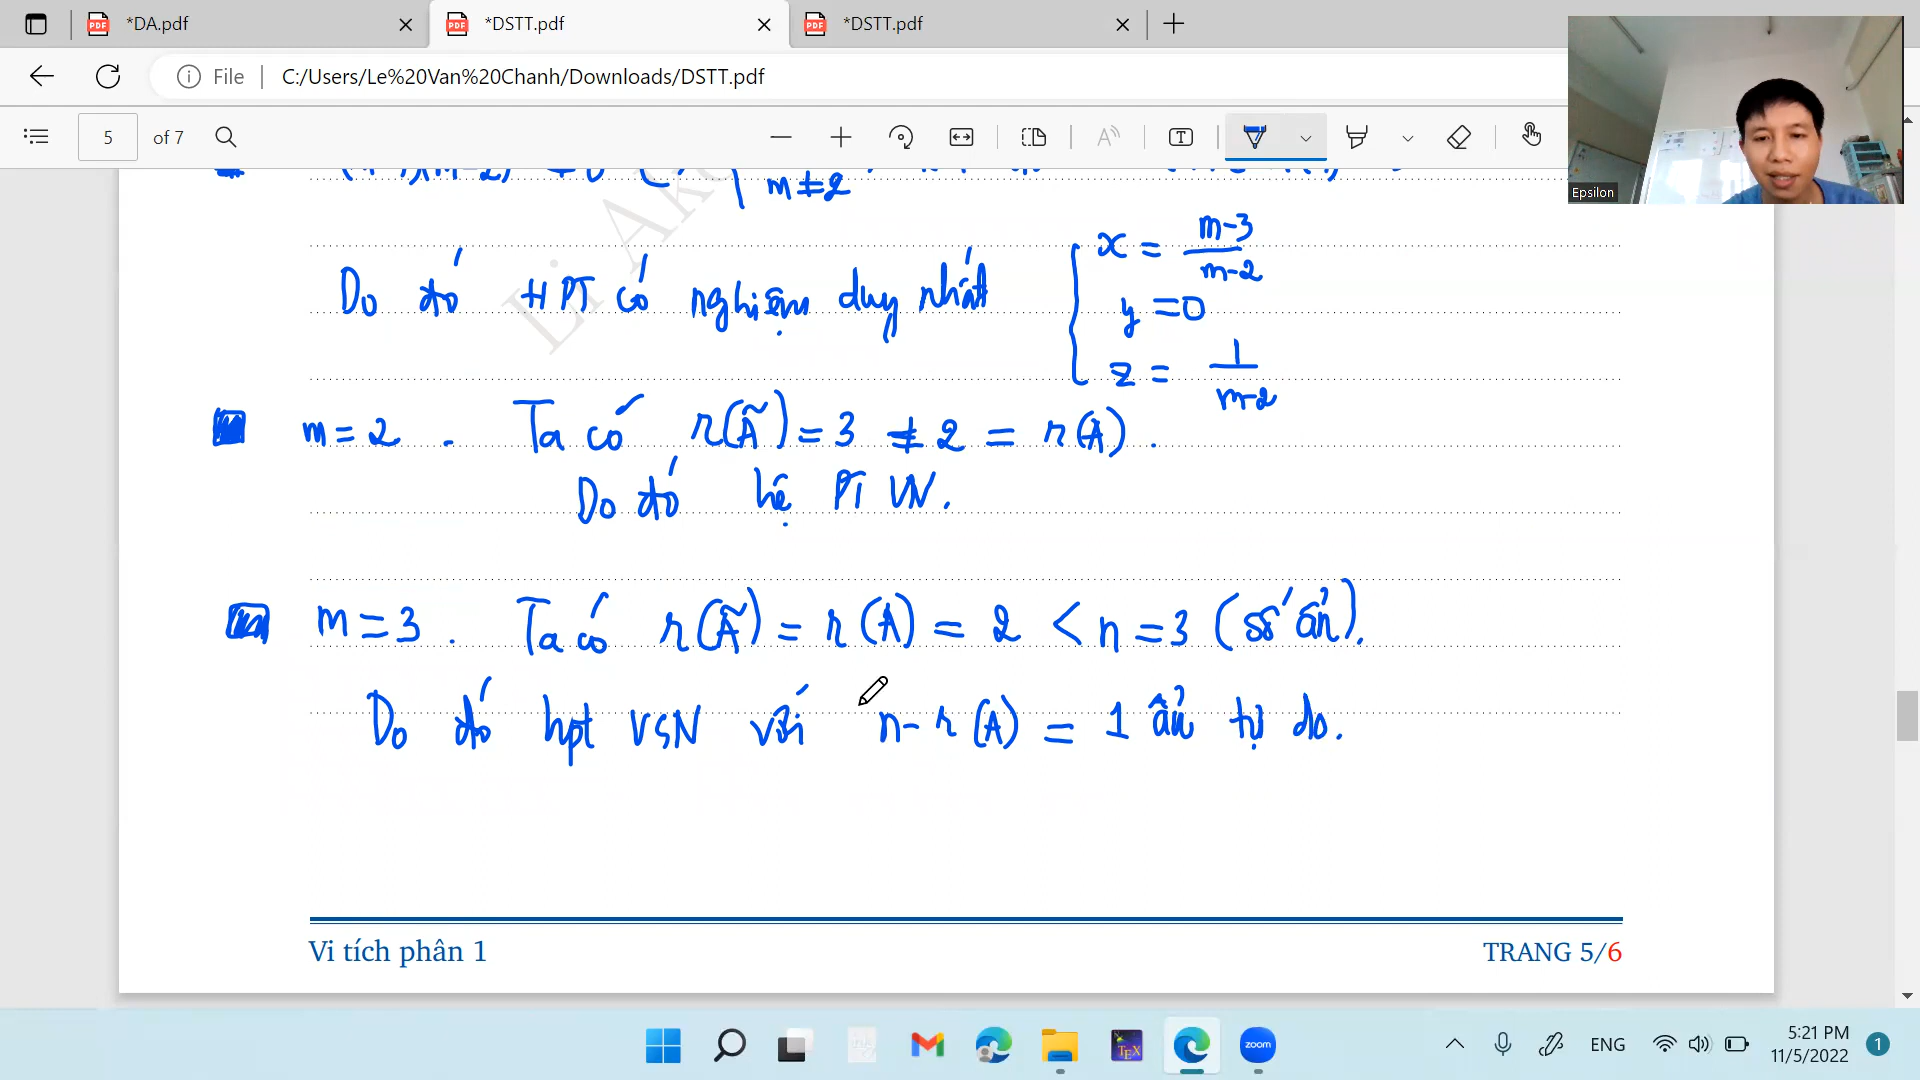 *DA.pdf *DSTT.pdf *DSTT.pdf
File C:/Users/Le%20Van%20Chanh/Downloads/DSTT.pdf
5 of 7
Epsilon
m ≠ 2
Li
Do đó HPT có nghiệm duy nhất { x = (m-3)/(m-2)
y = 0
z = 1/(m-2)
m = 2 . Ta có r(Ã) = 3 ≠ 2 = r(A) .
Do đó hệ PT VN.
m = 3 . Ta có r(Ã) = r(A) = 2 < n = 3 (số ẩn).
Do đó hpt VSN với n - r(A) = 1 ẩn tự do.
Vi tích phân 1 TRANG 5/6
zoom
TEX
ENG
5:21 PM
11/5/2022
1